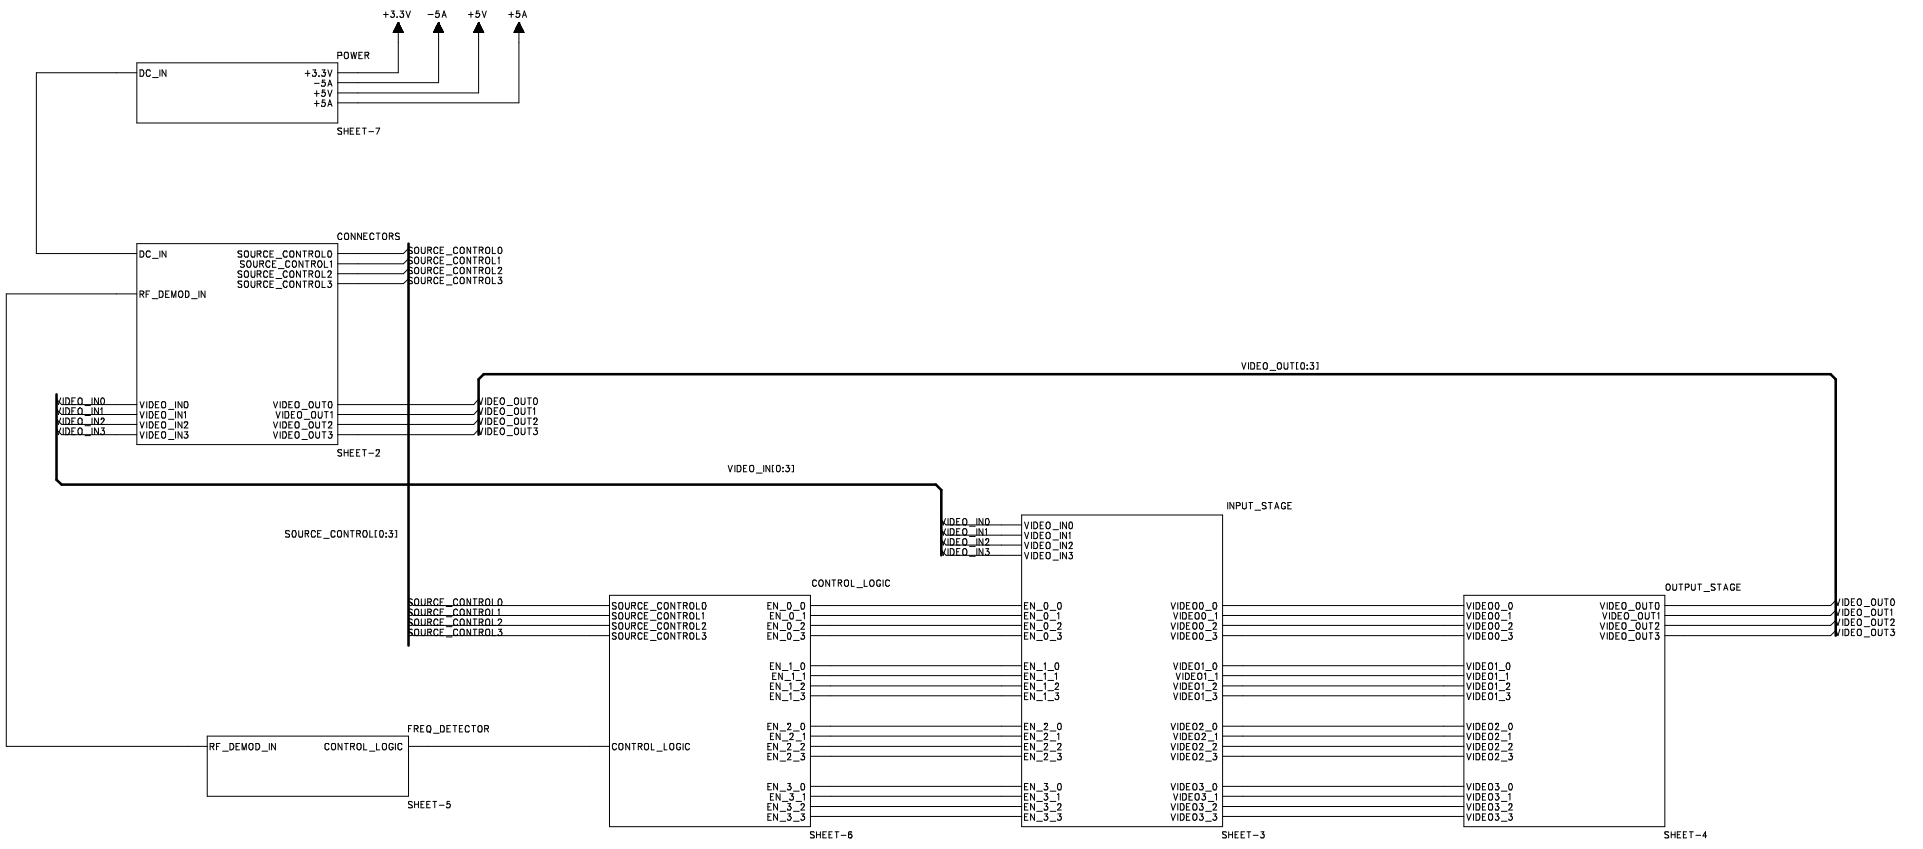 +3.3V -5A +5V +5A
POWER
DC_IN +3.3V
-5A
+5V
+5A
SHEET-7
CONNECTORS
DC_IN SOURCE_CONTROL0 SOURCE_CONTROL0
SOURCE_CONTROL1 SOURCE_CONTROL1
SOURCE_CONTROL2 SOURCE_CONTROL2
SOURCE_CONTROL3 SOURCE_CONTROL3
RF_DEMOD_IN
VIDEO_OUT[0:3]
VIDEO_IN0 VIDEO_IN0 VIDEO_OUT0 VIDEO_OUT0
VIDEO_IN1 VIDEO_IN1 VIDEO_OUT1 VIDEO_OUT1
VIDEO_IN2 VIDEO_IN2 VIDEO_OUT2 VIDEO_OUT2
VIDEO_IN3 VIDEO_IN3 VIDEO_OUT3 VIDEO_OUT3
SHEET-2
VIDEO_IN[0:3]
INPUT_STAGE
VIDEO_IN0 VIDEO_IN0
VIDEO_IN1 VIDEO_IN1
VIDEO_IN2 VIDEO_IN2
VIDEO_IN3 VIDEO_IN3
SOURCE_CONTROL[0:3]
CONTROL_LOGIC
OUTPUT_STAGE
SOURCE_CONTROL0 SOURCE_CONTROL0 EN_0_0 EN_0_0 VIDEO0_0 VIDEO0_0 VIDEO_OUT0 VIDEO_OUT0
SOURCE_CONTROL1 SOURCE_CONTROL1 EN_0_1 EN_0_1 VIDEO0_1 VIDEO0_1 VIDEO_OUT1 VIDEO_OUT1
SOURCE_CONTROL2 SOURCE_CONTROL2 EN_0_2 EN_0_2 VIDEO0_2 VIDEO0_2 VIDEO_OUT2 VIDEO_OUT2
SOURCE_CONTROL3 SOURCE_CONTROL3 EN_0_3 EN_0_3 VIDEO0_3 VIDEO0_3 VIDEO_OUT3 VIDEO_OUT3
EN_1_0 EN_1_0 VIDEO1_0 VIDEO1_0
EN_1_1 EN_1_1 VIDEO1_1 VIDEO1_1
EN_1_2 EN_1_2 VIDEO1_2 VIDEO1_2
EN_1_3 EN_1_3 VIDEO1_3 VIDEO1_3
FREQ_DETECTOR
EN_2_0 EN_2_0 VIDEO2_0 VIDEO2_0
EN_2_1 EN_2_1 VIDEO2_1 VIDEO2_1
RF_DEMOD_IN CONTROL_LOGIC CONTROL_LOGIC EN_2_2 EN_2_2 VIDEO2_2 VIDEO2_2
EN_2_3 EN_2_3 VIDEO2_3 VIDEO2_3
EN_3_0 EN_3_0 VIDEO3_0 VIDEO3_0
EN_3_1 EN_3_1 VIDEO3_1 VIDEO3_1
SHEET-5 EN_3_2 EN_3_2 VIDEO3_2 VIDEO3_2
EN_3_3 EN_3_3 VIDEO3_3 VIDEO3_3
SHEET-6 SHEET-3 SHEET-4